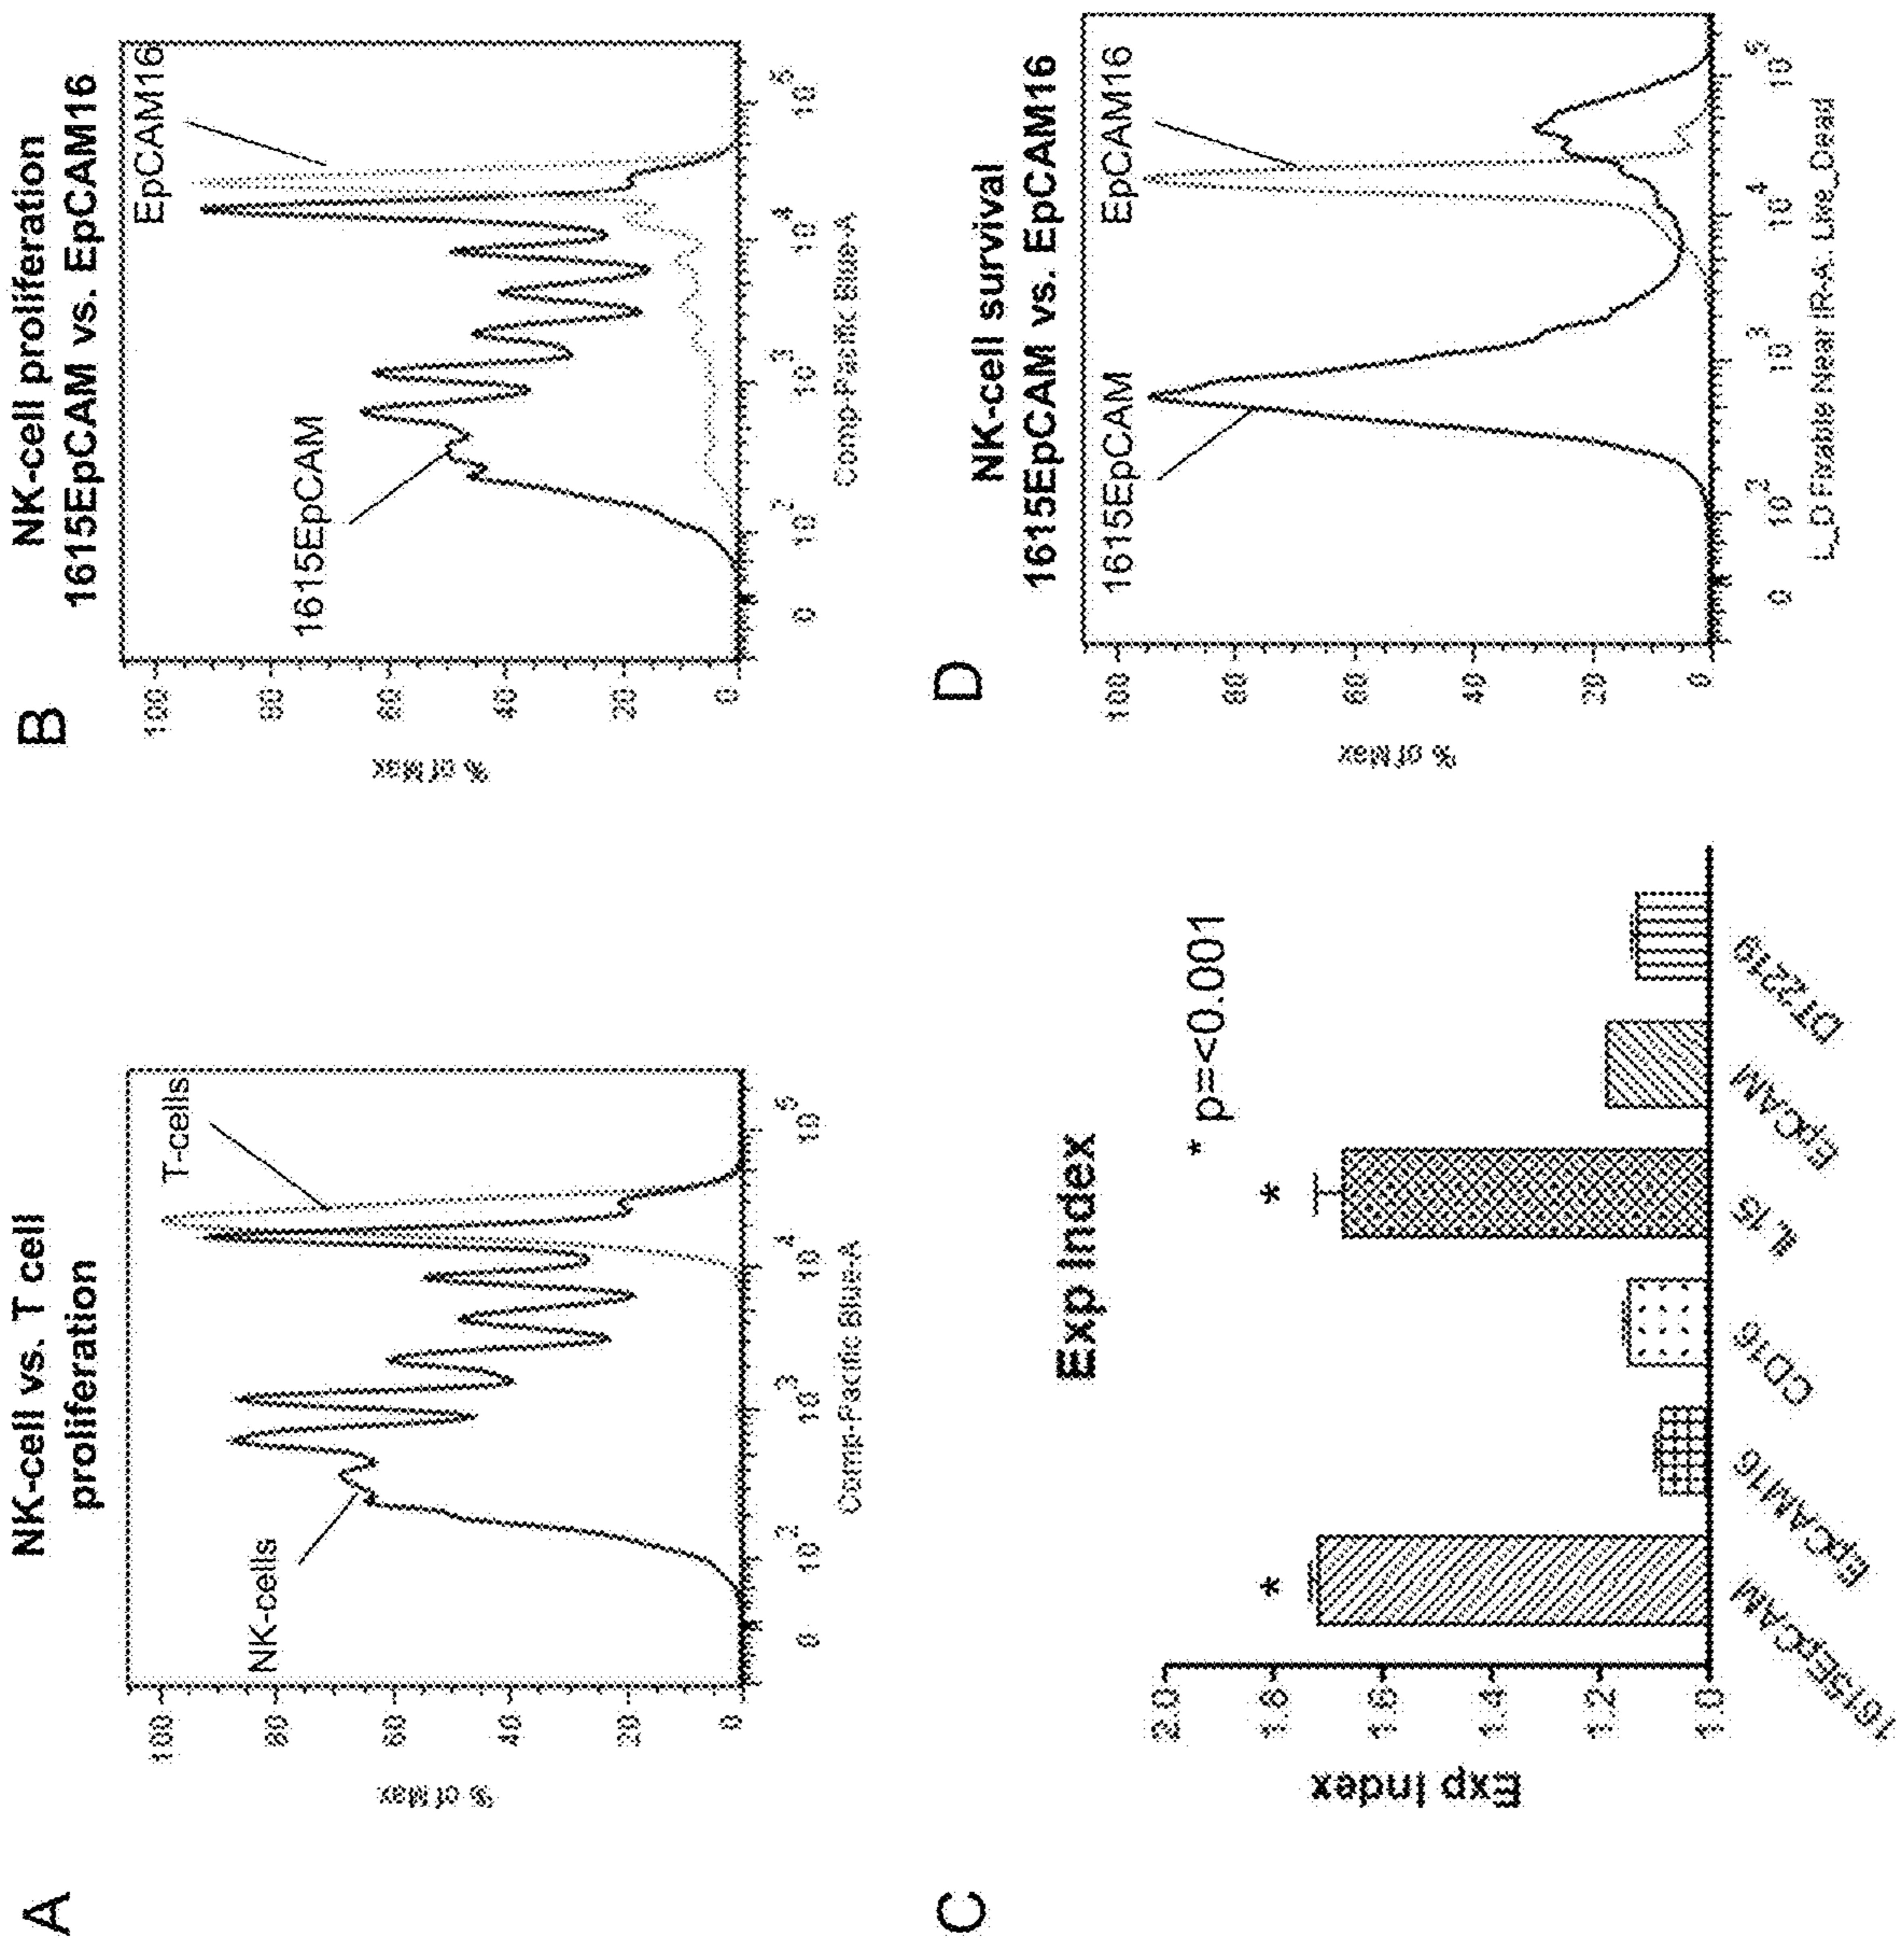 A
NK-cell vs. T cell
proliferation
T-cells
NK-cells
% of Max
100
80
60
40
20
0
0
10^2
10^3
10^4
10^5
Comp-Pacific Blue-A
B
NK-cell proliferation
1615EpCAM vs. EpCAM16
EpCAM16
1615EpCAM
% of Max
100
80
60
40
20
0
0
10^2
10^3
10^4
10^5
Comp-Pacific Blue-A
C
Exp Index
* p=<0.001
*
*
Exp Index
2.0
1.8
1.6
1.4
1.2
1.0
1615EpCAM
EpCAM16
CD16
IL15
EpCAM
DT2219
D
NK-cell survival
1615EpCAM vs. EpCAM16
1615EpCAM
EpCAM16
% of Max
100
80
60
40
20
0
0
10^2
10^3
10^4
10^5
L_D Fixable Near IR-A:: Like_Dead